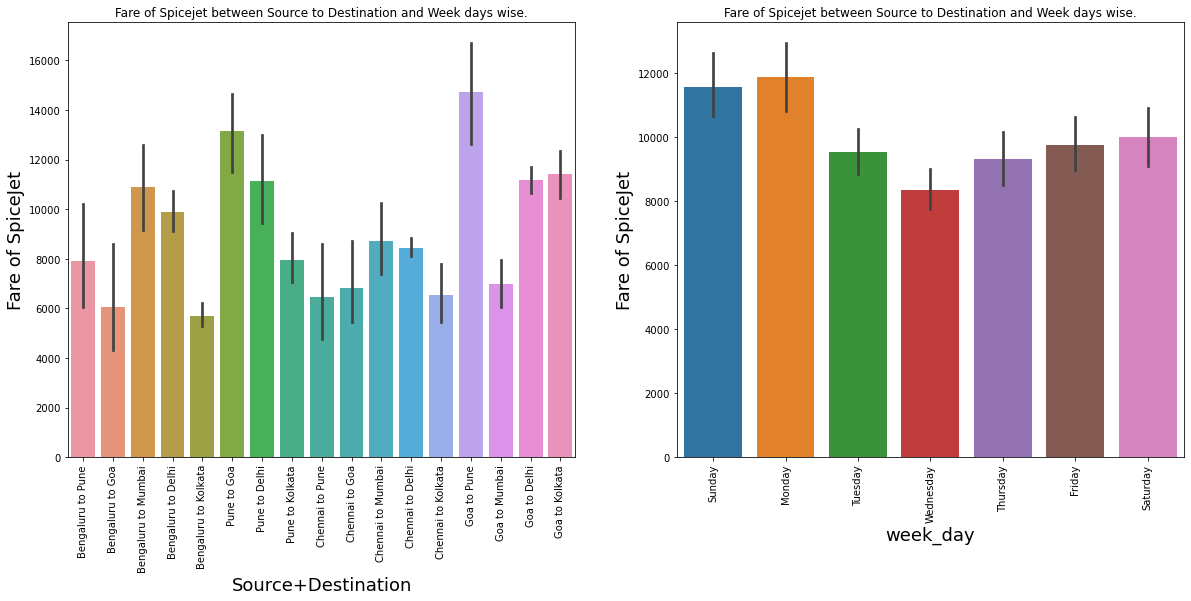 Fare of Spicejet between Source to Destination and Week days wise.
Fare of SpiceJet
16000
14000
12000
10000
8000
6000
4000
2000
0
Bengaluru to Pune
Bengaluru to Goa
Bengaluru to Mumbai
Bengaluru to Delhi
Bengaluru to Kolkata
Pune to Goa
Pune to Delhi
Pune to Kolkata
Chennai to Pune
Chennai to Goa
Chennai to Mumbai
Chennai to Delhi
Chennai to Kolkata
Goa to Pune
Goa to Mumbai
Goa to Delhi
Goa to Kolkata
Source+Destination
Fare of Spicejet between Source to Destination and Week days wise.
Fare of SpiceJet
12000
10000
8000
6000
4000
2000
0
Sunday
Monday
Tuesday
Wednesday
Thursday
Friday
Saturday
week_day